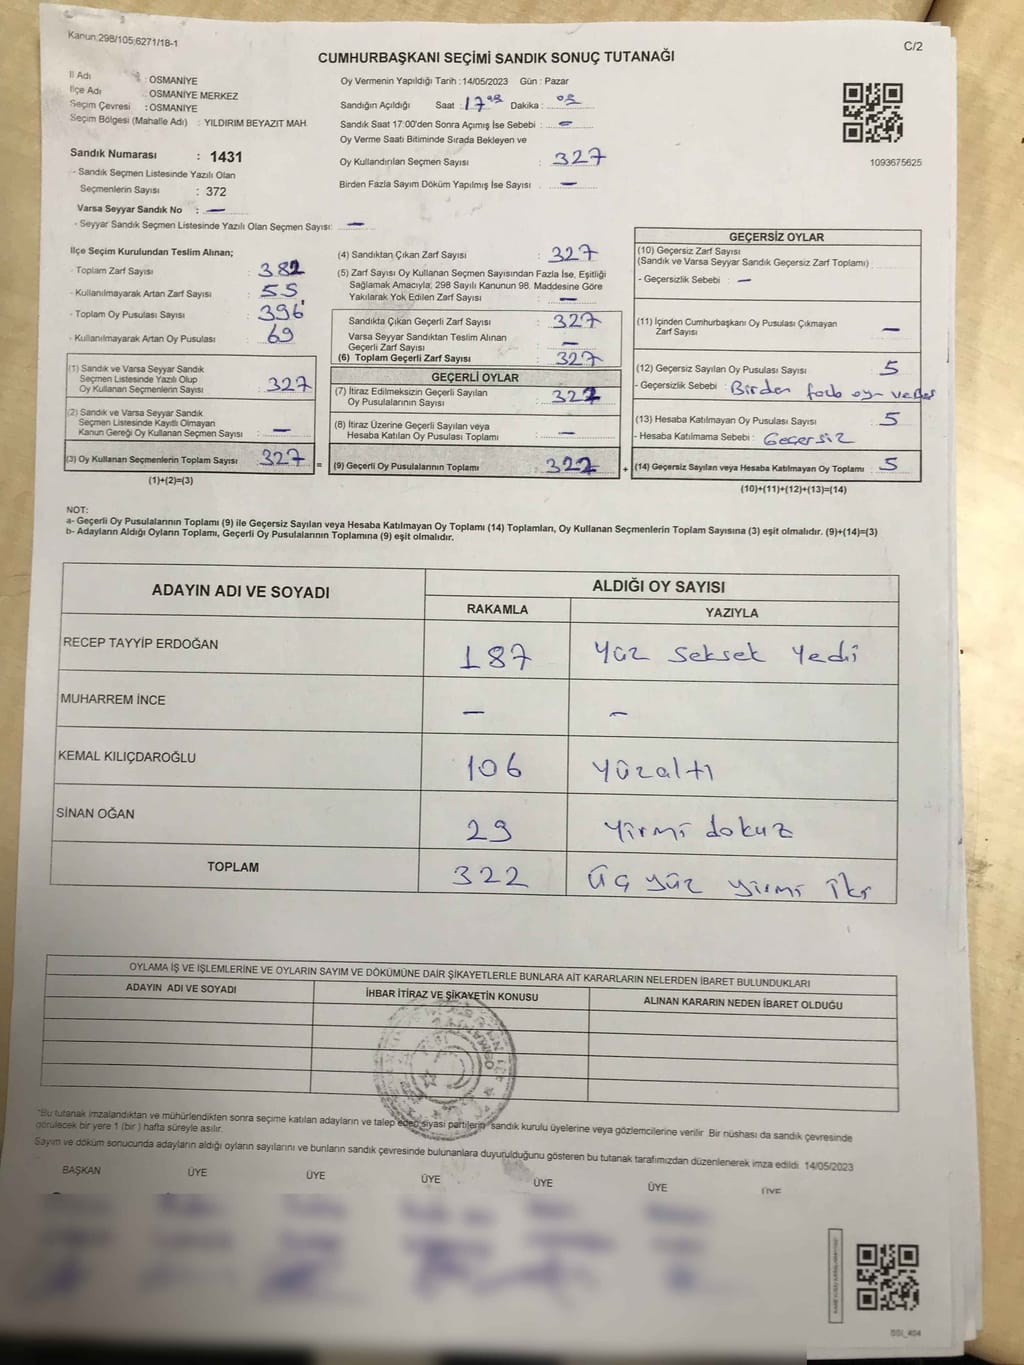 Kanun:298/105;6271/18-1
C/2
CUMHURBAŞKANI SEÇİMİ SANDIK SONUÇ TUTANAĞI
İl Adı : OSMANİYE
İlçe Adı : OSMANİYE MERKEZ
Seçim Çevresi : OSMANİYE
Seçim Bölgesi (Mahalle Adı) : YILDIRIM BEYAZIT MAH.
Sandık Numarası : 1431
- Sandık Seçmen Listesinde Yazılı Olan
Seçmenlerin Sayısı : 372
Varsa Seyyar Sandık No : —
- Seyyar Sandık Seçmen Listesinde Yazılı Olan Seçmen Sayısı: —
Oy Vermenin Yapıldığı Tarih : 14/05/2023 Gün : Pazar
Sandığın Açıldığı Saat : 17 Dakika :
Sandık Saat 17:00'den Sonra Açımış İse Sebebi : —
Oy Verme Saati Bitiminde Sırada Bekleyen ve
Oy Kullandırılan Seçmen Sayısı : 327
Birden Fazla Sayım Döküm Yapılmış İse Sayısı : —
1093675625
İlçe Seçim Kurulundan Teslim Alınan;
- Toplam Zarf Sayısı : 382
- Kullanılmayarak Artan Zarf Sayısı : 55
- Toplam Oy Pusulası Sayısı : 396
- Kullanılmayarak Artan Oy Pusulası : 69
(1) Sandık ve Varsa Seyyar Sandık
Seçmen Listesinde Yazılı Olup
Oy Kullanan Seçmenlerin Sayısı : 327
(2) Sandık ve Varsa Seyyar Sandık
Seçmen Listesinde Kayıtlı Olmayan
Kanun Gereği Oy Kullanan Seçmen Sayısı : —
(3) Oy Kullanan Seçmenlerin Toplam Sayısı : 327
(1)+(2)=(3)
=
(4) Sandıktan Çıkan Zarf Sayısı : 327
(5) Zarf Sayısı Oy Kullanan Seçmen Sayısından Fazla İse, Eşitliği
Sağlamak Amacıyla; 298 Sayılı Kanunun 98. Maddesine Göre
Yakılarak Yok Edilen Zarf Sayısı : —
Sandıkta Çıkan Geçerli Zarf Sayısı : 327
Varsa Seyyar Sandıktan Teslim Alınan
Geçerli Zarf Sayısı : —
(6) Toplam Geçerli Zarf Sayısı : 327
GEÇERLİ OYLAR
(7) İtiraz Edilmeksizin Geçerli Sayılan
Oy Pusulalarının Sayısı : 322
(8) İtiraz Üzerine Geçerli Sayılan veya
Hesaba Katılan Oy Pusulası Toplamı : —
(9) Geçerli Oy Pusulalarının Toplamı : 322
+
GEÇERSİZ OYLAR
(10) Geçersiz Zarf Sayısı
(Sandık ve Varsa Seyyar Sandık Geçersiz Zarf Toplamı)
- Geçersizlik Sebebi : —
(11) İçinden Cumhurbaşkanı Oy Pusulası Çıkmayan
Zarf Sayısı : —
(12) Geçersiz Sayılan Oy Pusulası Sayısı : 5
- Geçersizlik Sebebi : Birden fazla oy
(13) Hesaba Katılmayan Oy Pusulası Sayısı : 5
- Hesaba Katılmama Sebebi : Geçersiz
(14) Geçersiz Sayılan veya Hesaba Katılmayan Oy Toplamı : 5
(10)+(11)+(12)+(13)=(14)
NOT:
a- Geçerli Oy Pusulalarının Toplamı (9) ile Geçersiz Sayılan veya Hesaba Katılmayan Oy Toplamı (14) Toplamları, Oy Kullanan Seçmenlerin Toplam Sayısına (3) eşit olmalıdır. (9)+(14)=(3)
b- Adayların Aldığı Oyların Toplamı, Geçerli Oy Pusulalarının Toplamına (9) eşit olmalıdır.
ADAYIN ADI VE SOYADI
ALDIĞI OY SAYISI
RAKAMLA YAZIYLA
RECEP TAYYİP ERDOĞAN 187 Yüz seksek Yedi
MUHARREM İNCE — —
KEMAL KILIÇDAROĞLU 106 Yüzaltı
SİNAN OĞAN 29 Yirmi dokuz
TOPLAM 322 Üç yüz yirmi iki
OYLAMA İŞ VE İŞLEMLERİNE VE OYLARIN SAYIM VE DÖKÜMÜNE DAİR ŞİKAYETLERLE BUNLARA AİT KARARLARIN NELERDEN İBARET BULUNDUKLARI
ADAYIN ADI VE SOYADI İHBAR İTİRAZ VE ŞİKAYETİN KONUSU ALINAN KARARIN NEDEN İBARET OLDUĞU
"Bu tutanak imzalandıktan ve mühürlendikten sonra seçime katılan adayların ve talep eden siyasi partilerin sandık kurulu üyelerine veya gözlemcilerine verilir Bir nüshası da sandık çevresinde
görülecek bir yere 1 (bir ) hafta süreyle asılır.
Sayım ve döküm sonucunda adayların aldığı oyların sayılarını ve bunların sandık çevresinde bulunanlara duyurulduğunu gösteren bu tutanak tarafımızdan düzenlenerek imza edildi. 14/05/2023
BAŞKAN ÜYE ÜYE ÜYE ÜYE ÜYE ÜYE